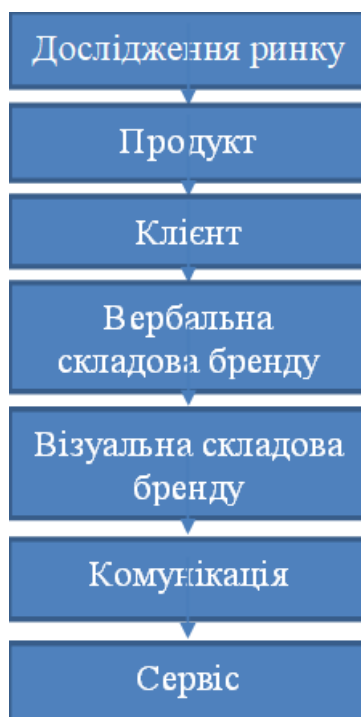 Дослідження ринку
Продукт
Клієнт
Вербальна
складова бренду
Візуальна складова
бренду
Комунікація
Сервіс